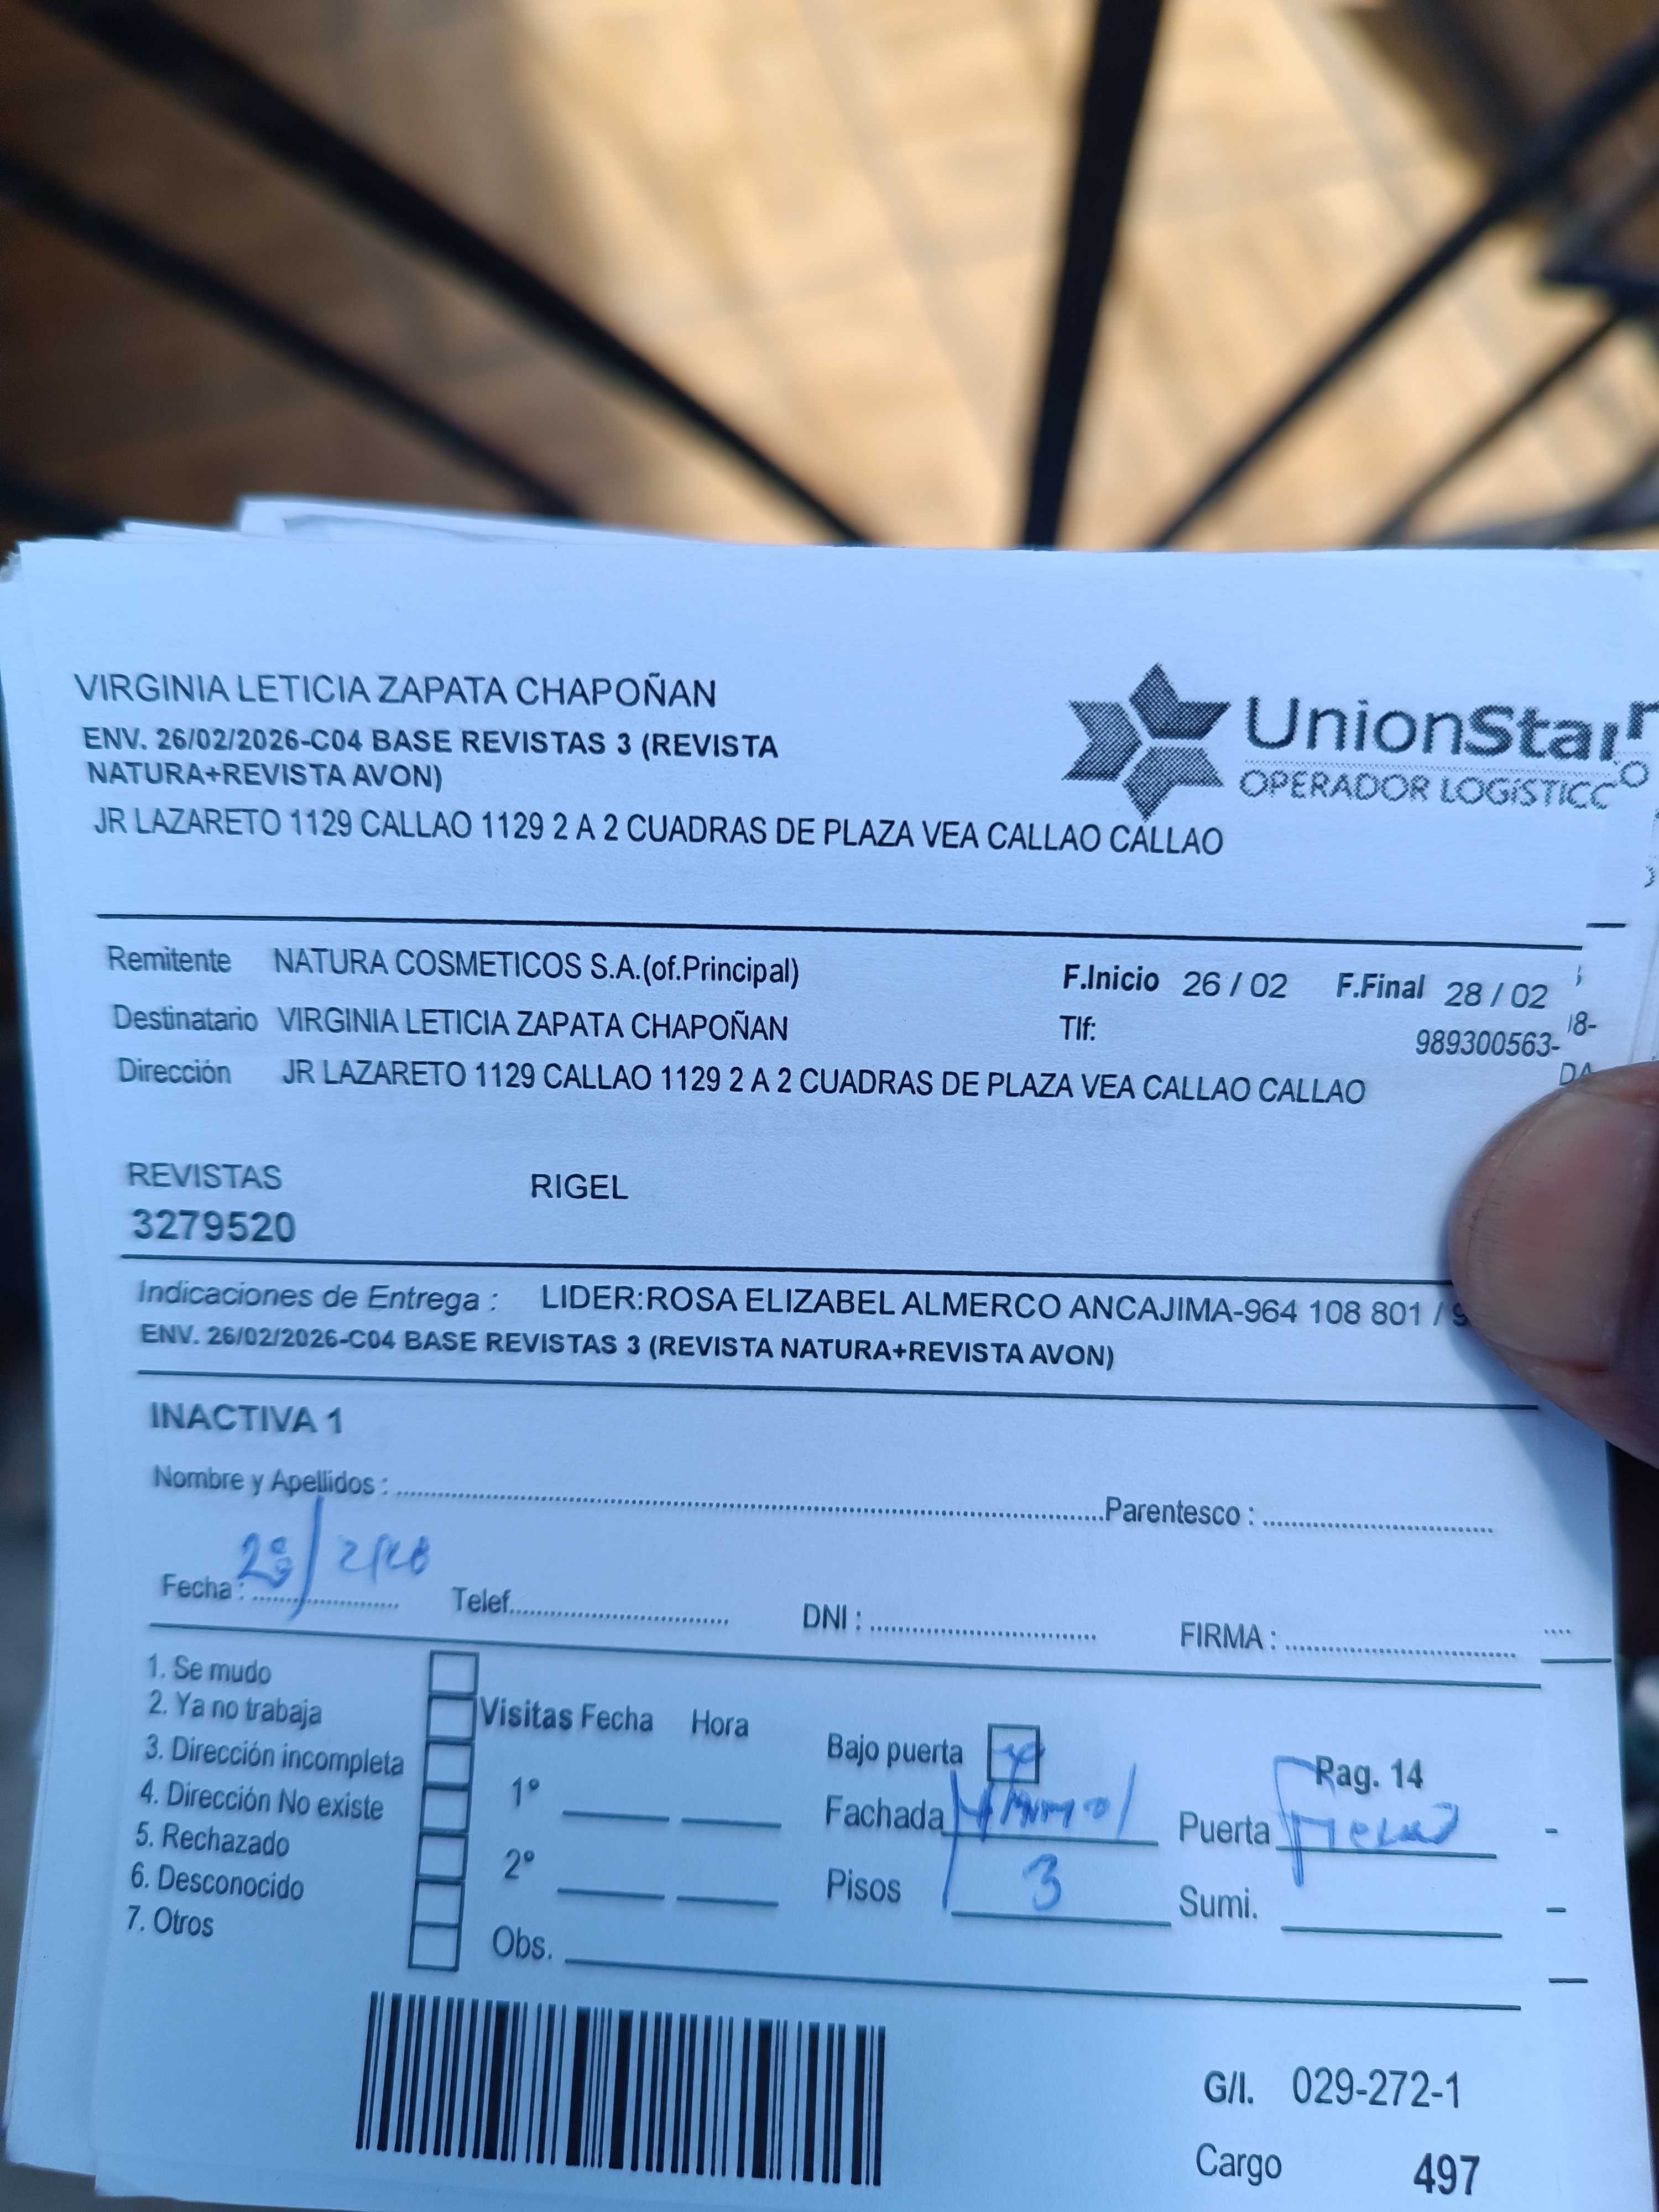 VIRGINIA LETICIA ZAPATA CHAPOÑAN
ENV. 26/02/2026-C04 BASE REVISTAS 3 (REVISTA
NATURA+REVISTA AVON)
JR LAZARETO 1129 CALLAO 1129 2 A 2 CUADRAS DE PLAZA VEA CALLAO CALLAO
UnionStar
OPERADOR LOGíSTICO
Remitente NATURA COSMETICOS S.A.(of.Principal) F.Inicio 26 / 02 F.Final 28 / 02
Destinatario VIRGINIA LETICIA ZAPATA CHAPOÑAN Tlf: 989300563-
Dirección JR LAZARETO 1129 CALLAO 1129 2 A 2 CUADRAS DE PLAZA VEA CALLAO CALLAO
REVISTAS RIGEL
3279520
Indicaciones de Entrega : LIDER:ROSA ELIZABEL ALMERCO ANCAJIMA-964 108 801 / 9
ENV. 26/02/2026-C04 BASE REVISTAS 3 (REVISTA NATURA+REVISTA AVON)
INACTIVA 1
Nombre y Apellidos : Parentesco :
Fecha : Telef. DNI : FIRMA :
1. Se mudo
2. Ya no trabaja
3. Dirección incompleta
4. Dirección No existe
5. Rechazado
6. Desconocido
7. Otros
Visitas Fecha Hora
1º
2º
Obs.
Bajo puerta Pag. 14
Fachada Puerta
Pisos 3 Sumi.
G/I. 029-272-1
Cargo 497